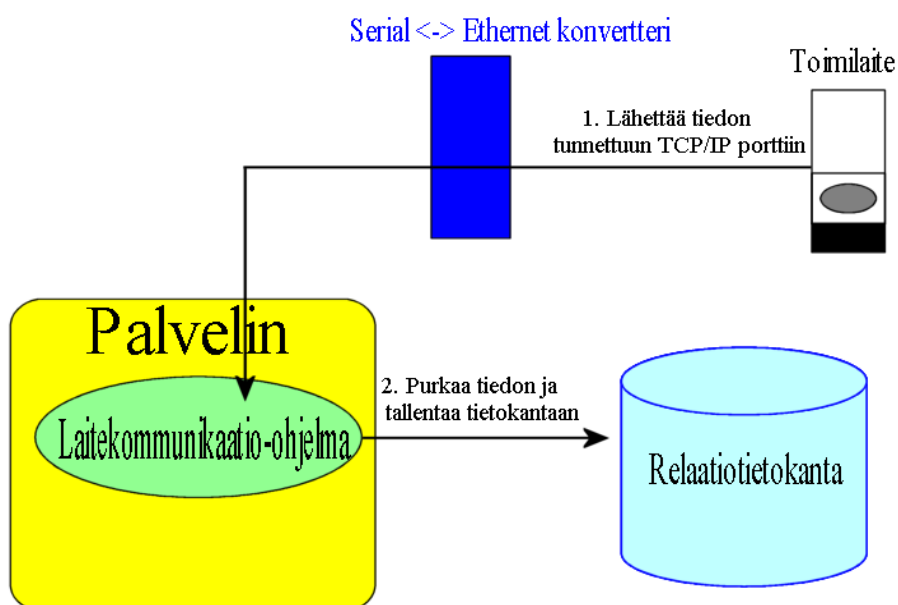 Serial <-> Ethernet konvertteri
Toimilaite
1. Lähettää tiedon
tunnettuun TCP/IP porttiin
Palvelin
Laitekommunikaatio-ohjelma
2. Purkaa tiedon ja
tallentaa tietokantaan
Relaatiotietokanta